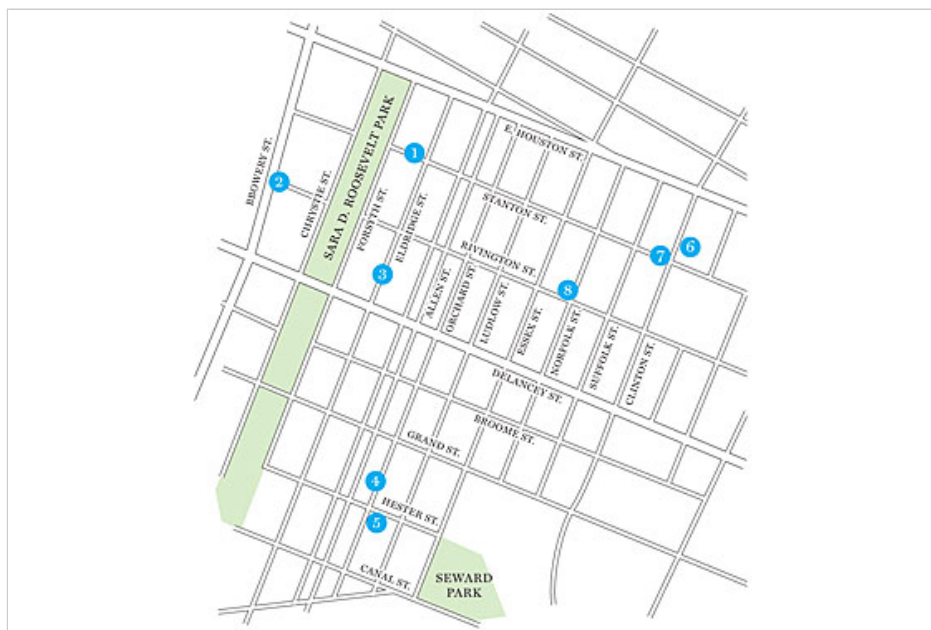 E. HOUSTON ST.
SARA D. ROOSEVELT PARK
1
BBOWERY ST.
2
CHRYSTIE ST.
FORSYTH ST.
ELDRIDGE ST.
STANTON ST.
6
7
RIVINGTON ST.
3
8
ALLEN ST.
ORCHARD ST.
LUDLOW ST.
ESSEX ST.
NORFOLK ST.
SUFFOLK ST.
CLINTON ST.
DELANCEY ST.
BROOME ST.
GRAND ST.
4
HESTER ST.
5
CANAL ST.
SEWARD
PARK